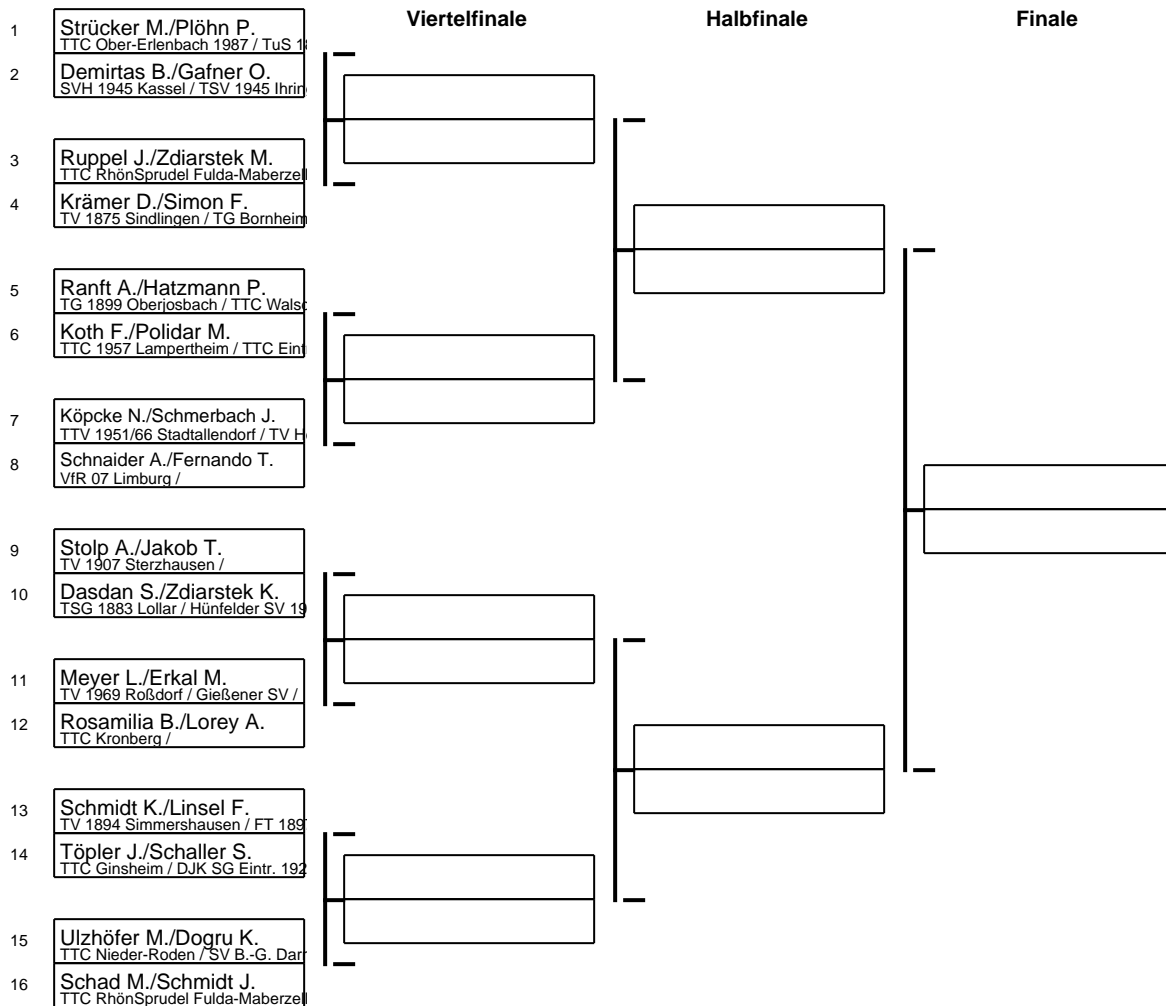 Viertelfinale Halbfinale Finale
1 Strücker M./Plöhn P.
TTC Ober-Erlenbach 1987 / TuS
2 Demirtas B./Gafner O.
SVH 1945 Kassel / TSV 1945
3 Ruppel J./Zdiarstek M.
TTC RhönSprudel Fulda-Maberzell
4 Krämer D./Simon F.
TV 1875 Sindlingen / TG Bornheim
5 Ranft A./Hatzmann P.
TG 1899 Oberjosbach / TTC
6 Koth F./Polidar M.
TTC 1957 Lampertheim / TTC
7 Köpcke N./Schmerbach J.
TTV 1951/66 Stadtallendorf / TV
8 Schnaider A./Fernando T.
VfR 07 Limburg /
9 Stolp A./Jakob T.
TV 1907 Sterzhausen /
10 Dasdan S./Zdiarstek K.
TSG 1883 Lollar / Hünfelder SV 19
11 Meyer L./Erkal M.
TV 1969 Roßdorf / Gießener SV /
12 Rosamilia B./Lorey A.
TTC Kronberg /
13 Schmidt K./Linsel F.
TV 1894 Simmershausen / FT 189
14 Töpler J./Schaller S.
TTC Ginsheim / DJK SG Eintr. 192
15 Ulzhöfer M./Dogru K.
TTC Nieder-Roden / SV B.-G.
16 Schad M./Schmidt J.
TTC RhönSprudel Fulda-Maberzell